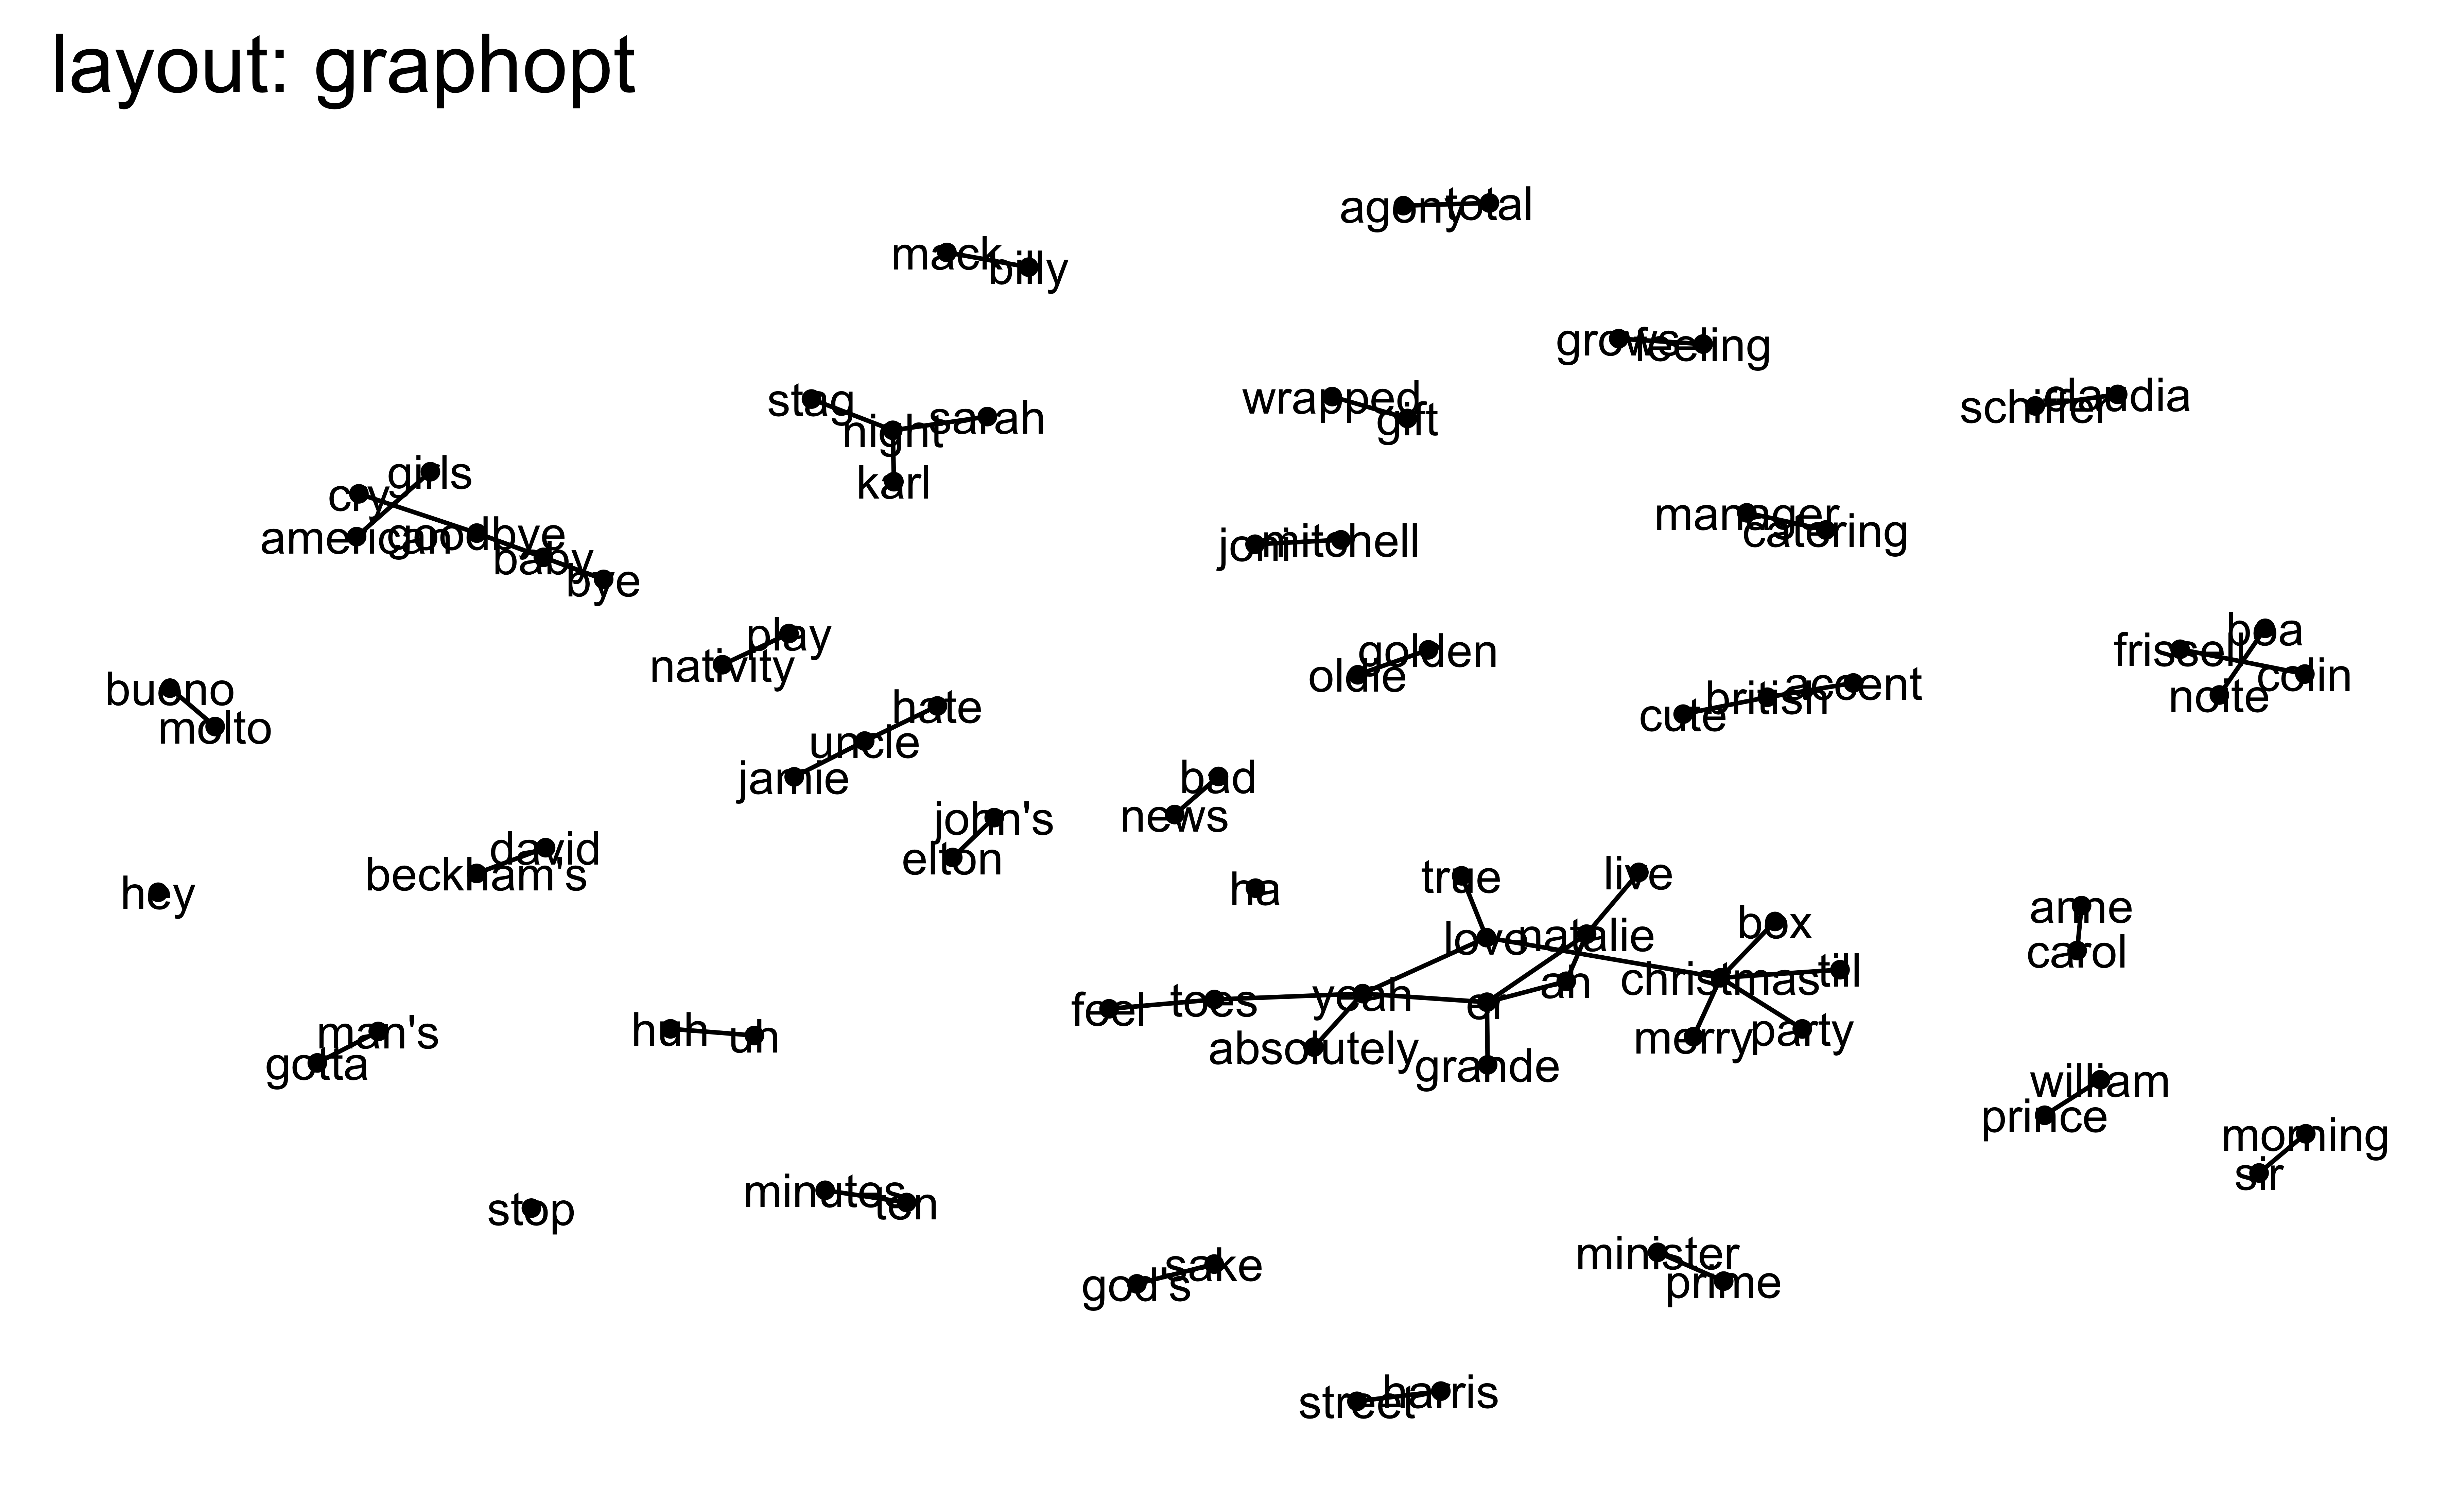 layout: graphopt
agony
total
mack
billy
grows
feeling
stag
night
sarah
karl
wrapped
gift
schiffer
claudia
girls
cry
american
goodbye
baby
bye
joni
mitchell
manager
catering
play
nativity
golden
oldie
boa
frissell
colin
nolte
accent
british
cute
bueno
molto
hate
uncle
jamie
bad
news
john's
elton
david
beckham's
hey
ha
true
live
love
natalie
box
christmas
till
ah
er
yeah
toes
feel
absolutely
grande
merry
party
anne
carol
man's
gotta
huh
uh
william
prince
morning
sir
minutes
ten
stop
sake
god's
minister
prime
harris
street